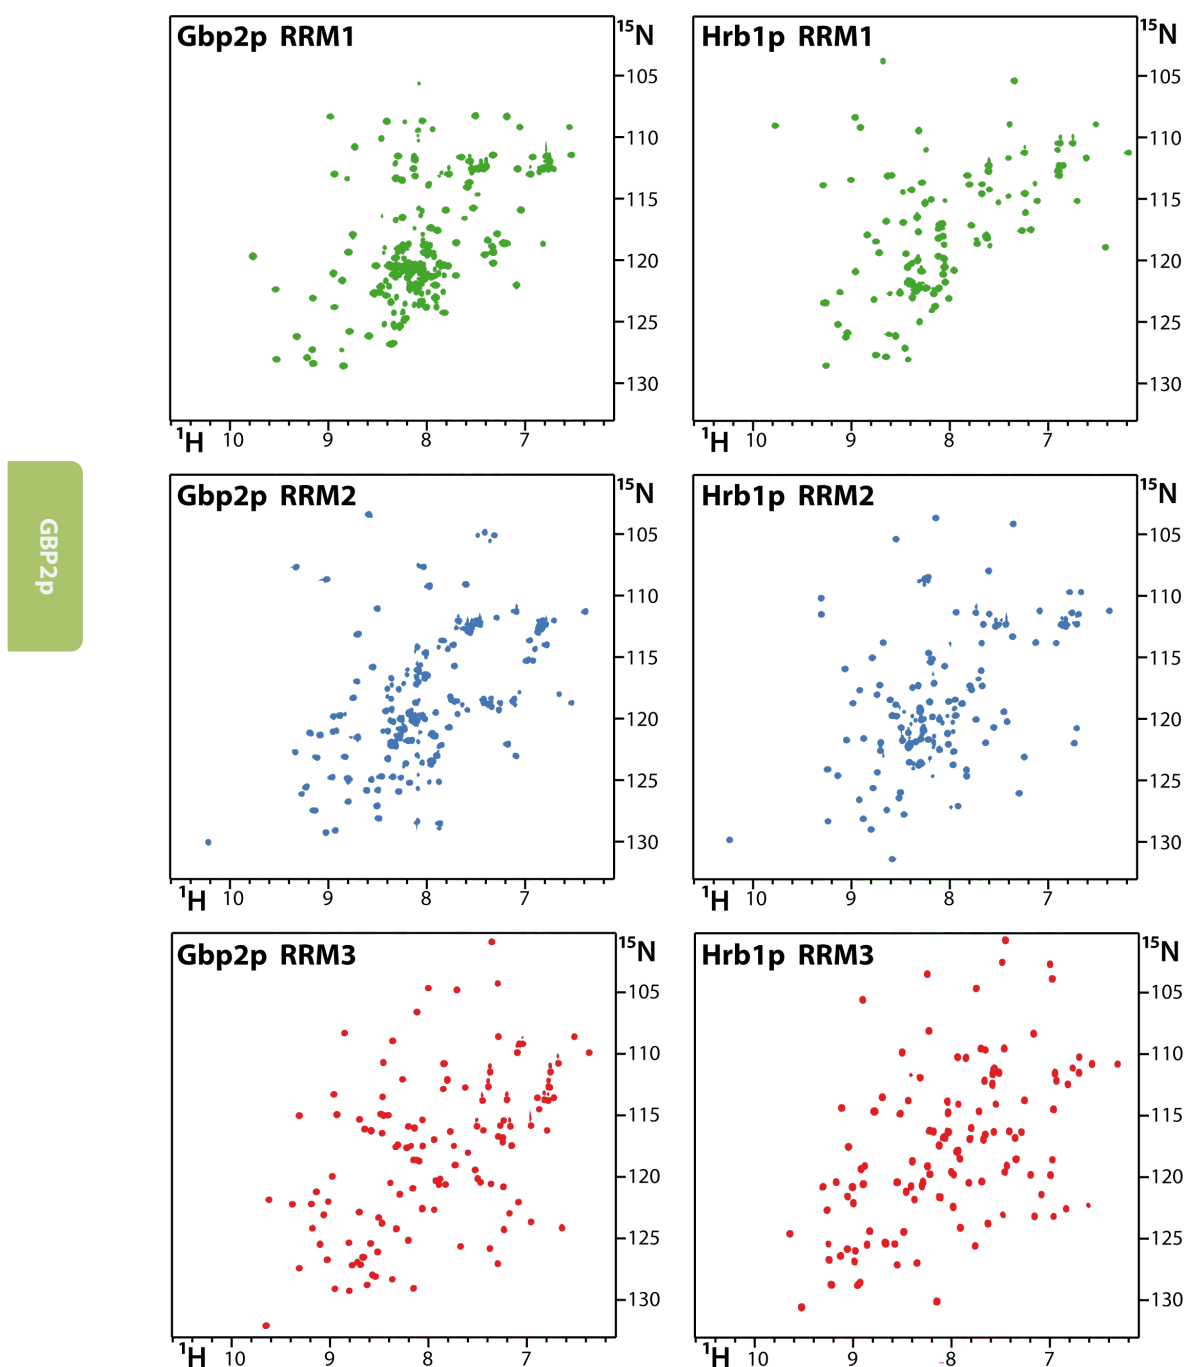 Gbp2p RRM1
15N
105
110
115
120
125
130
1H 10 9 8 7
Hrb1p RRM1
15N
105
110
115
120
125
130
1H 10 9 8 7
GBP2p
Gbp2p RRM2
15N
105
110
115
120
125
130
1H 10 9 8 7
Hrb1p RRM2
15N
105
110
115
120
125
130
1H 10 9 8 7
Gbp2p RRM3
15N
105
110
115
120
125
130
1H 10 9 8 7
Hrb1p RRM3
15N
105
110
115
120
125
130
1H 10 9 8 7